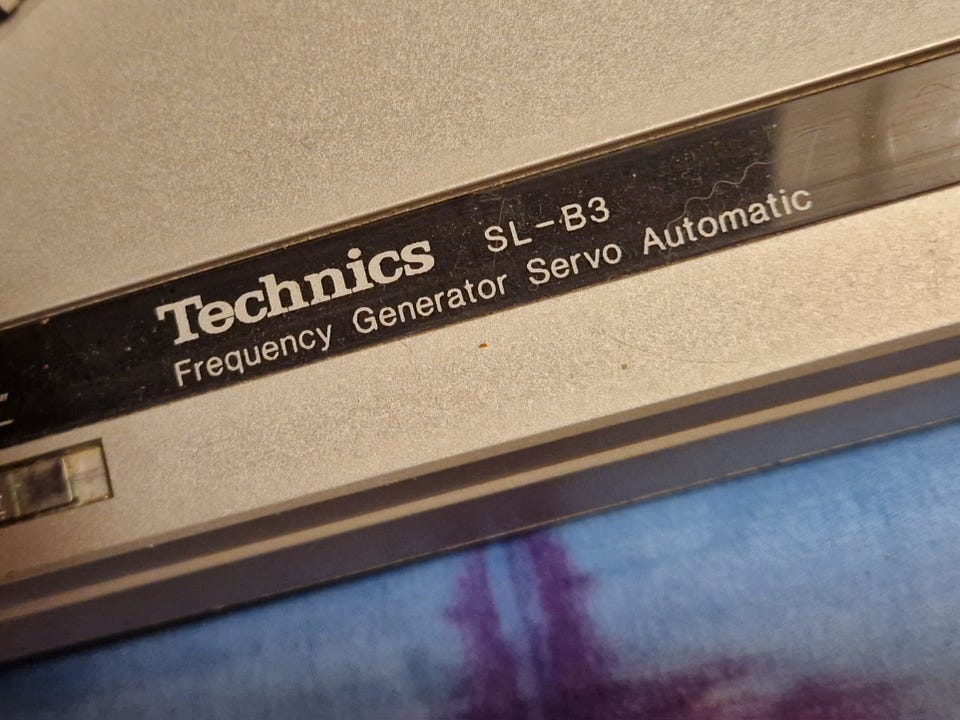 Technics SL-B3
Frequency Generator Servo Automatic